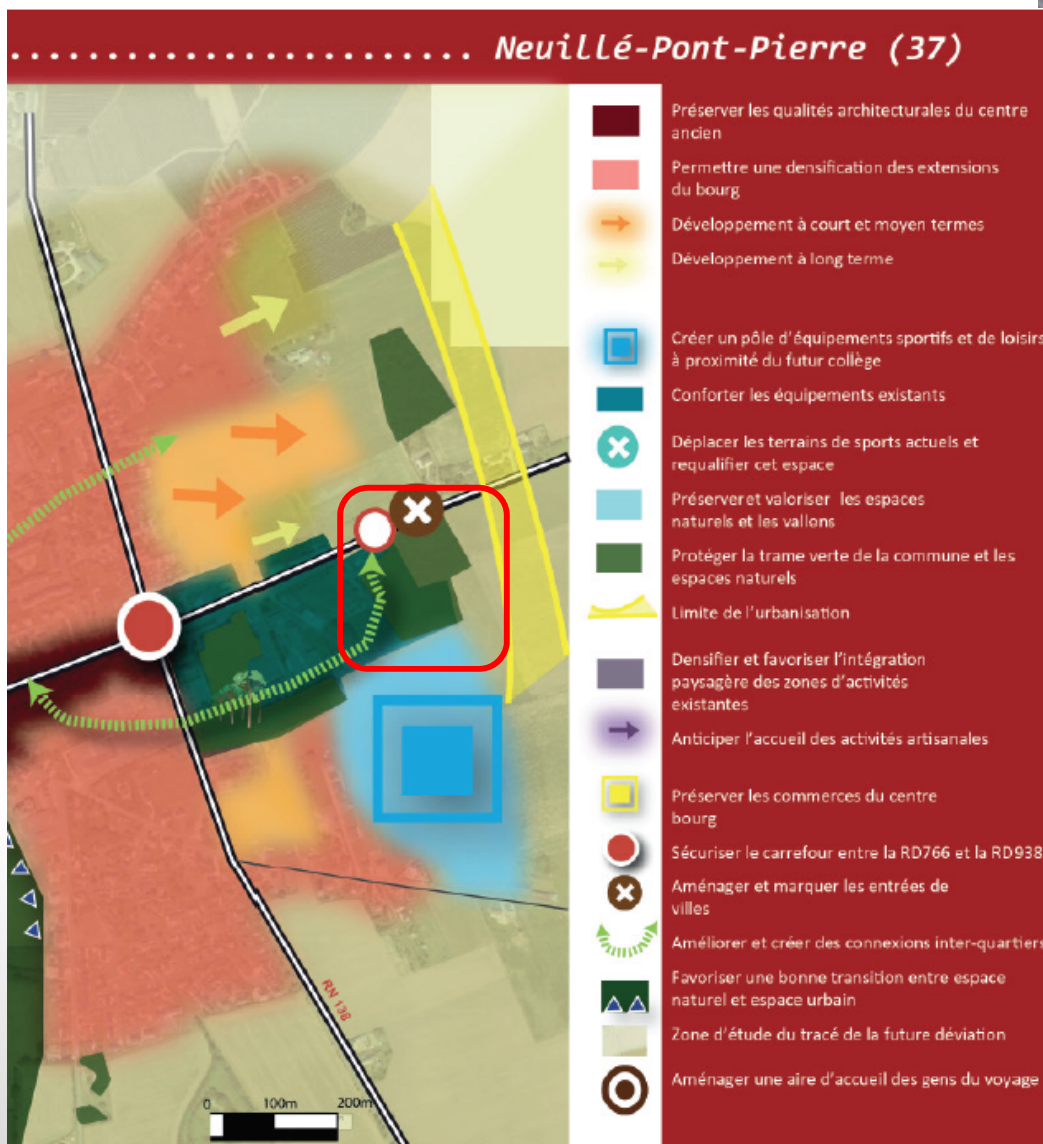 ....................... Neuillé-Pont-Pierre (37)
Préserver les qualités architecturales du centre
ancien
Permettre une densification des extensions
du bourg
Développement à court et moyen termes
Développement à long terme
Créer un pôle d'équipements sportifs et de loisirs
à proximité du futur collège
Conforter les équipements existants
Déplacer les terrains de sports actuels et
requalifier cet espace
Préserver et valoriser les espaces
naturels et les vallons
Protéger la trame verte de la commune et les
espaces naturels
Limite de l'urbanisation
Densifier et favoriser l'intégration
paysagère des zones d'activités
existantes
Anticiper l'accueil des activités artisanales
Préserver les commerces du centre
bourg
Sécuriser le carrefour entre la RD766 et la RD938
Aménager et marquer les entrées de
villes
Améliorer et créer des connexions inter-quartiers
Favoriser une bonne transition entre espace
naturel et espace urbain
Zone d'étude du tracé de la future déviation
Aménager une aire d'accueil des gens du voyage
RN 138
0 100m 200m